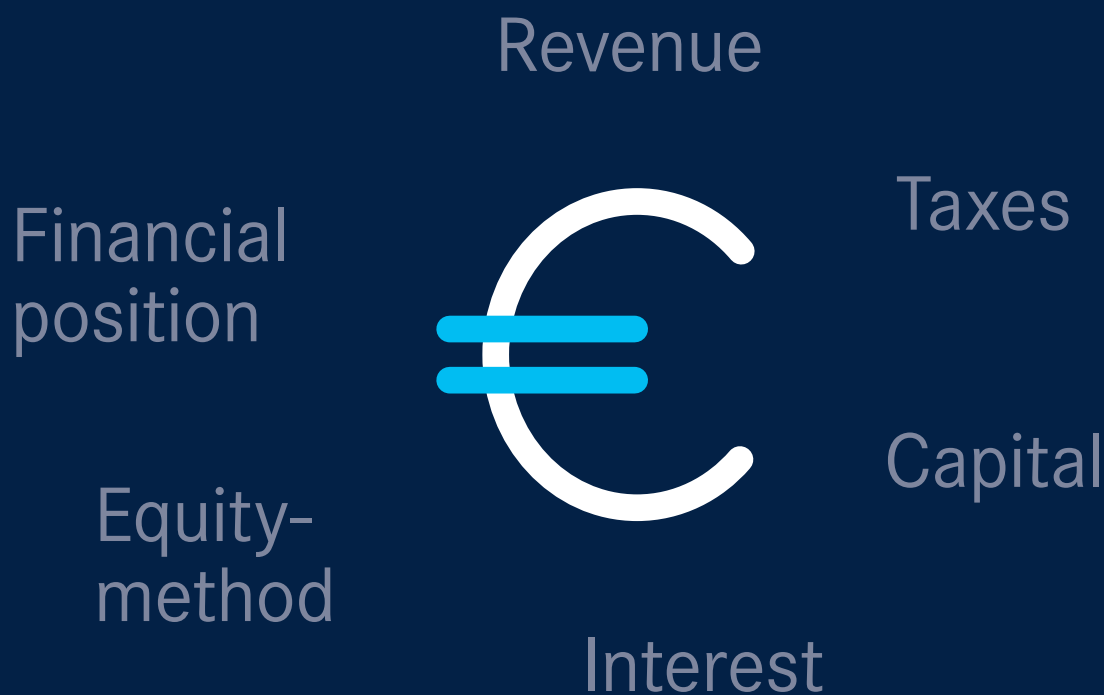 Revenue
Taxes
Financial
position
€
Capital
Equity-
method
Interest